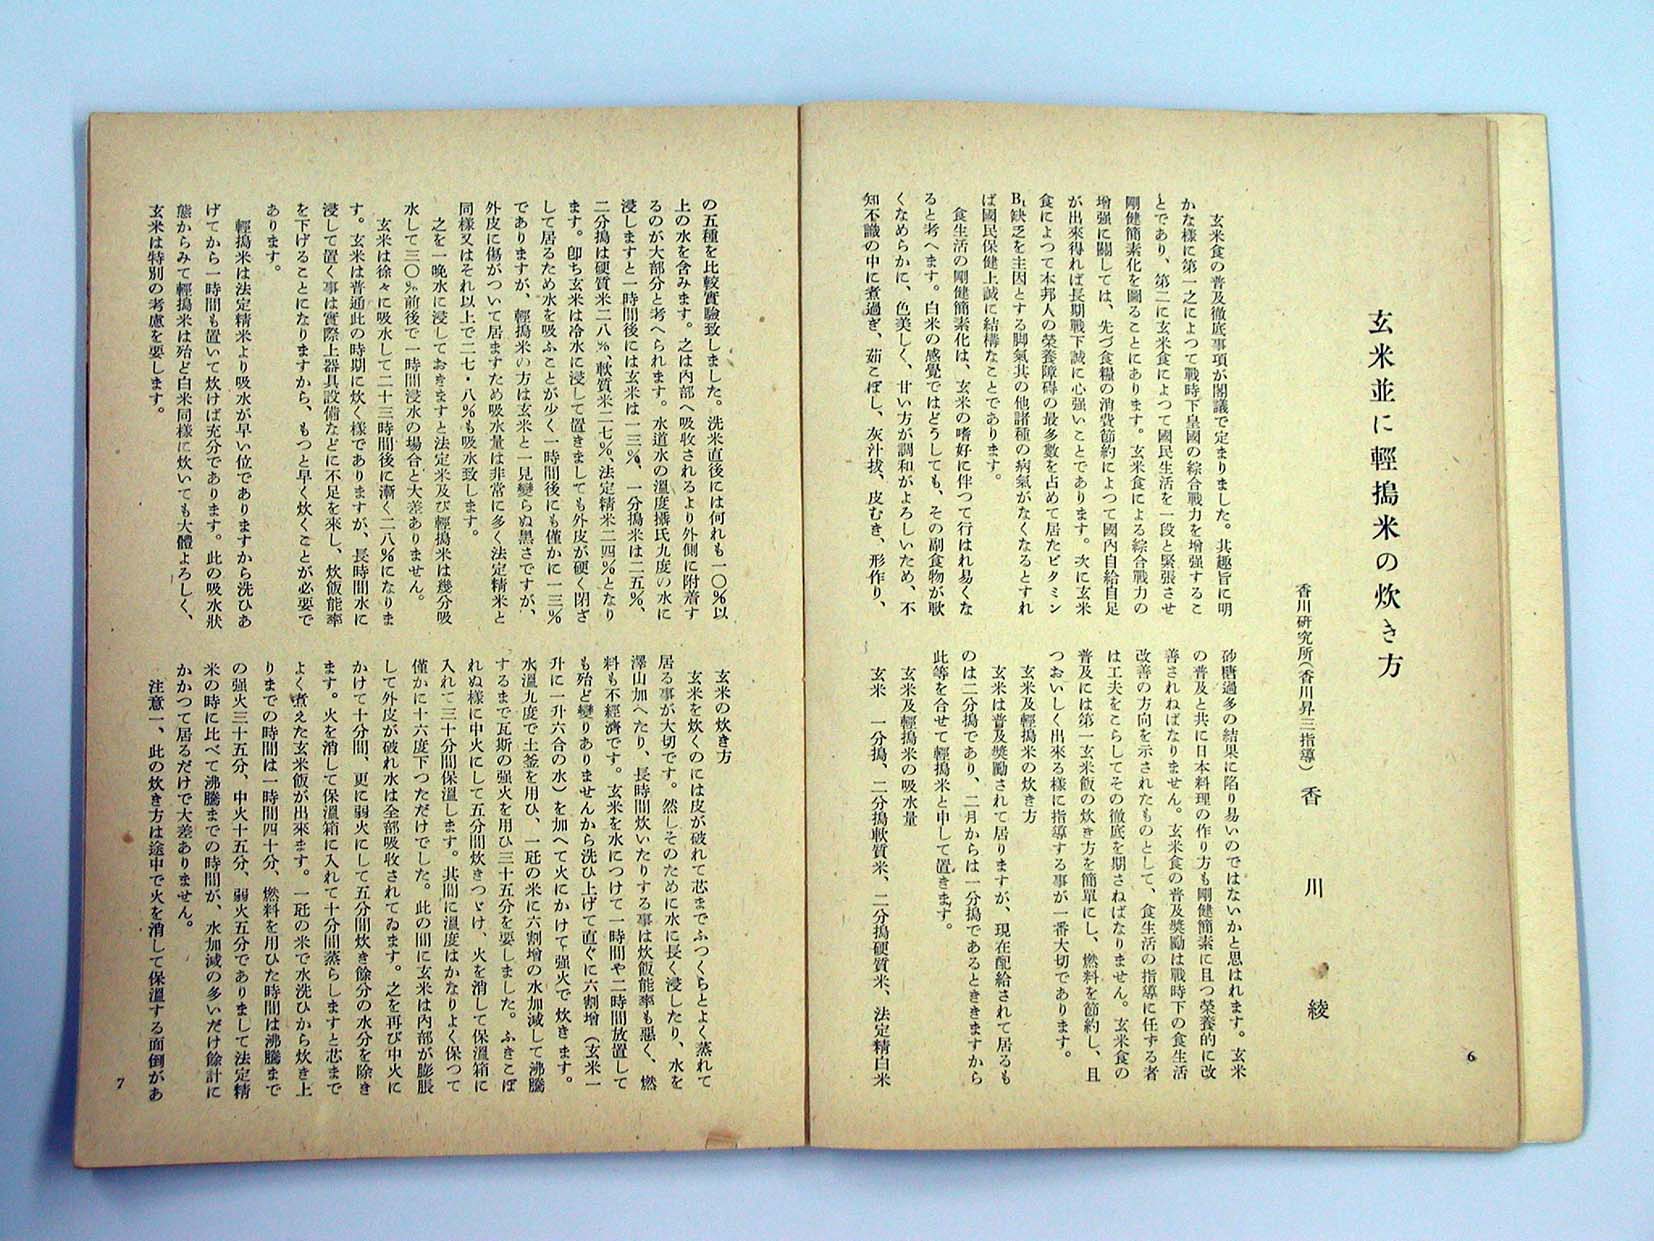 玄米並に輕搗米の炊き方
香川研究所(香川昇三指導)香川綾
玄米食の普及徹底事項が閣議で定まりました。其趣旨に明
かな樣に第一之によつて戰時下皇國の綜合戰力を增强するこ
とであり、第二に玄米食によつて國民生活を一段と緊張させ
剛健簡素化を圖ることにあります。玄米食による綜合戰力の
增强に關しては、先づ食糧の消費節約によつて國內自給自足
が出來得れば長期戰下誠に心强いことであります。次に玄米
食によつて本邦人の榮養障碍の最多數を占めて居たビタミン
B₁缺乏を主因とする脚氣其の他諸種の病氣がなくなるとすれ
ば國民保健上誠に結構なことであります。
食生活の剛健簡素化は、玄米の嗜好に伴つて行はれ易くな
ると考へます。白米の感覺ではどうしても、その副食物が軟
くなめらかに、色美しく、甘い方が調和がよろしいため、不
知不識の中に煮過ぎ、茹こぼし、灰汁拔、皮むき、形作り、
砂唐過多の結果に陷り易いのではないかと思はれます。玄米
の普及と共に日本料理の作り方も剛健簡素に且つ榮養的に改
善されねばなりません。玄米食の普及獎勵は戰時下の食生活
改善の方向を示されたものとして、食生活の指導に任ずる者
は工夫をこらしてその徹底を期さねばなりません。玄米食の
普及には第一玄米飯の炊き方を簡單にし、燃料を節約し、且
つおいしく出來る樣に指導する事が一番大切であります。
玄米及輕搗米の炊き方
玄米は普及獎勵されて居りますが、現在配給されて居るも
のは二分搗であり、二月からは一分搗であるとききますから
此等を合せて輕搗米と申して置きます。
玄米及輕搗米の吸水量
玄米 一分搗、二分搗軟質米、二分搗硬質米、法定精白米
6
の五種を比較實驗致しました。洗米直後には何れも一〇%以
上の水を含みます。之は內部へ吸收されるより外側に附着す
るのが大部分と考へられます。水道水の溫度攝氏九度の水に
浸しますと一時間後には玄米は一三%、一分搗米は二五%、
二分搗は硬質米二八%、軟質米二七%、法定精米二四%となり
ます。卽ち玄米は冷水に浸して置きましても外皮が硬く閉ざ
して居るため水を吸ふことが少く一時間後にも僅かに一三%
でありますが、輕搗米の方は玄米と一見變らぬ黑さですが、
外皮に傷がついて居ますため吸水量は非常に多く法定精米と
同樣又はそれ以上で二七・八%も吸水致します。
之を一晩水に浸しておきますと法定米及び輕搗米は幾分吸
水して三〇%前後で一時間浸水の場合と大差ありません。
玄米は徐々に吸水して二十三時間後に漸く二八%になりま
す。玄米は普通此の時期に炊く樣でありますが、長時間水に
浸して置く事は實際上器具設備などに不足を來し、炊飯能率
を下げることになりますから、もつと早く炊くことが必要で
あります。
輕搗米は法定精米より吸水が早い位でありますから洗ひあ
げてから一時間も置いて炊けば充分であります。此の吸水狀
態からみて輕搗米は殆ど白米同樣に炊いても大體よろしく、
玄米は特別の考慮を要します。
玄米の炊き方
玄米を炊くのには皮が破れて芯までふつくらとよく蒸れて
居る事が大切です。然しそのために水に長く浸したり、水を
澤山加へたり、長時間炊いたりする事は炊飯能率も惡く、燃
料も不經濟です。玄米を水につけて一時間や二時間放置して
も殆ど變りありませんから洗ひ上げて直ぐに六割增(玄米一
升に一升六合の水)を加へて火にかけて强火で炊きます。
水溫九度で土釜を用ひ、一瓩の米に六割增の水加減して沸騰
するまで瓦斯の强火を用ひ三十五分を要しました。ふきこぼ
れぬ樣に中火にして五分間炊きつゞけ、火を消して保溫箱に
入れて三十分間保溫します。其間に溫度はかなりよく保つて
僅かに十六度下つただけでした。此の間に玄米は內部が膨脹
して外皮が破れ水は全部吸收されてゐます。之を再び中火に
かけて十分間、更に弱火にして五分間炊き餘分の水分を除き
ます。火を消して保溫箱に入れて十分間蒸らしますと芯まで
よく煮えた玄米飯が出來ます。一瓩の米で水洗ひから炊き上
りまでの時間は一時間四十分、燃料を用ひた時間は沸騰まで
の强火三十五分、中火十五分、弱火五分でありまして法定精
米の時に比べて沸騰までの時間が、水加減の多いだけ餘計に
かかつて居るだけで大差ありません。
注意一、此の炊き方は途中で火を消して保溫する面倒があ
7